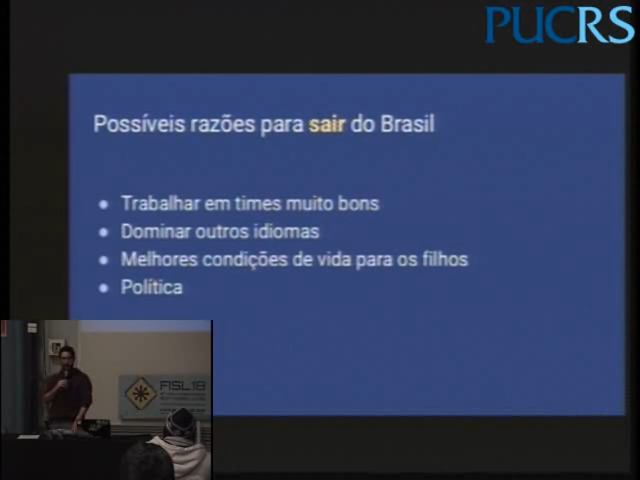 PUCRS
Possíveis razões para sair do Brasil
Trabalhar em times muito bons
Dominar outros idiomas
Melhores condições de vida para os filhos
Política
FISL18